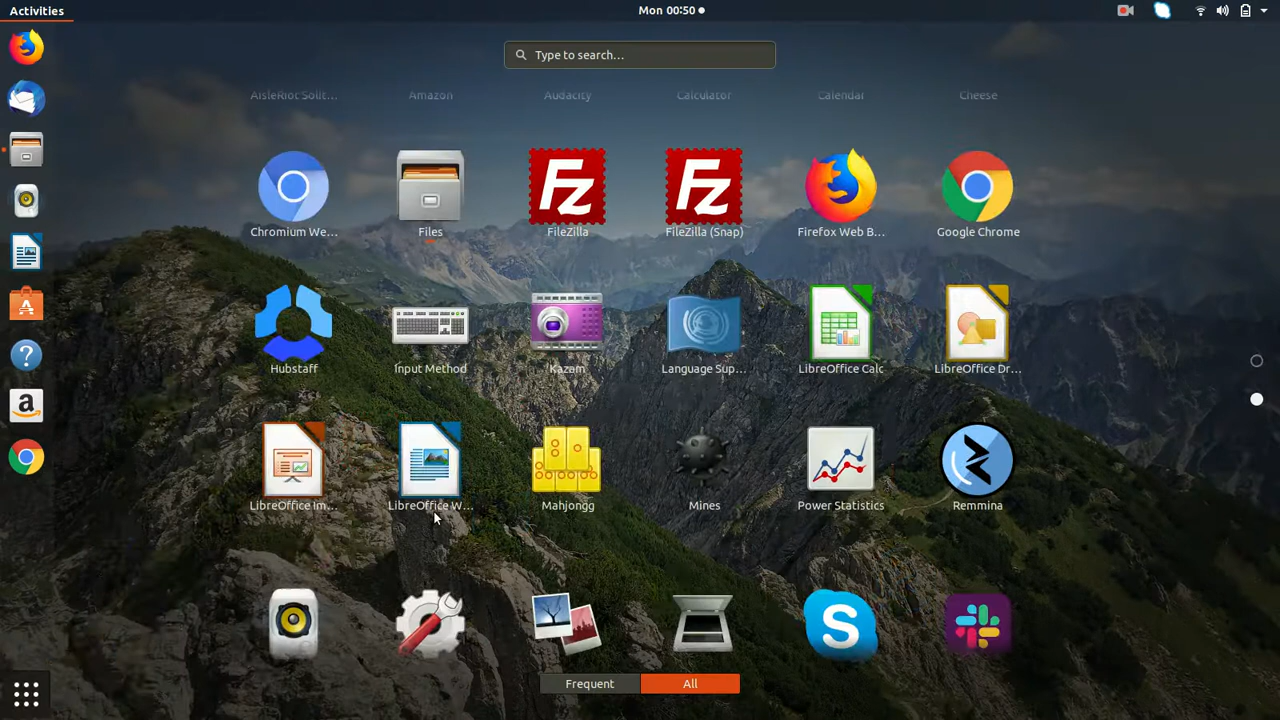 Activities
Mon 00:50
Type to search...
AisleRiot Solit...
Amazon
Audacity
Calculator
Calendar
Cheese
Chromium We...
Files
FileZilla
FileZilla (Snap)
Firefox Web B...
Google Chrome
Hubstaff
Input Method
Kazam
Language Sup...
LibreOffice Calc
LibreOffice Dr...
LibreOffice Im...
LibreOffice W...
Mahjongg
Mines
Power Statistics
Remmina
Frequent
All